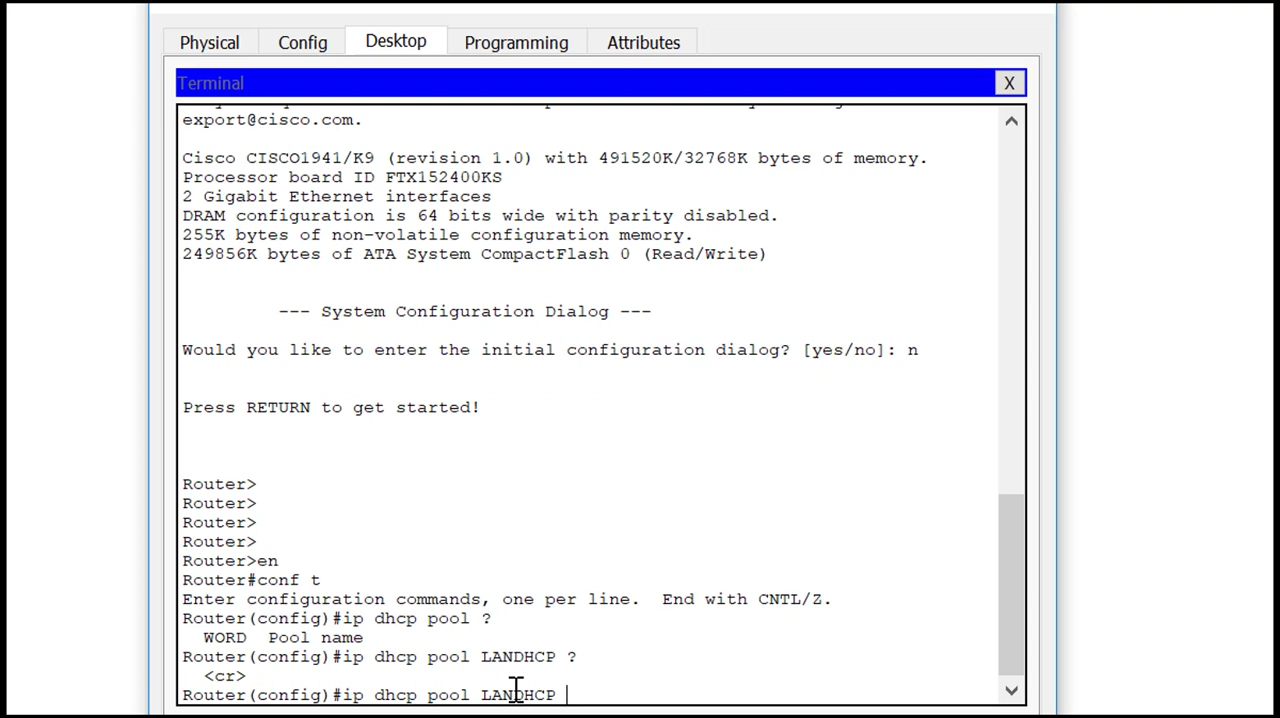 Physical Config Desktop Programming Attributes
Terminal X
export@cisco.com.
Cisco CISCO1941/K9 (revision 1.0) with 491520K/32768K bytes of memory.
Processor board ID FTX152400KS
2 Gigabit Ethernet interfaces
DRAM configuration is 64 bits wide with parity disabled.
255K bytes of non-volatile configuration memory.
249856K bytes of ATA System CompactFlash 0 (Read/Write)
--- System Configuration Dialog ---
Would you like to enter the initial configuration dialog? [yes/no]: n
Press RETURN to get started!
Router>
Router>
Router>
Router>
Router>en
Router#conf t
Enter configuration commands, one per line.  End with CNTL/Z.
Router(config)#ip dhcp pool ?
WORD  Pool name
Router(config)#ip dhcp pool LANDHCP ?
<cr>
Router(config)#ip dhcp pool LANDHCP